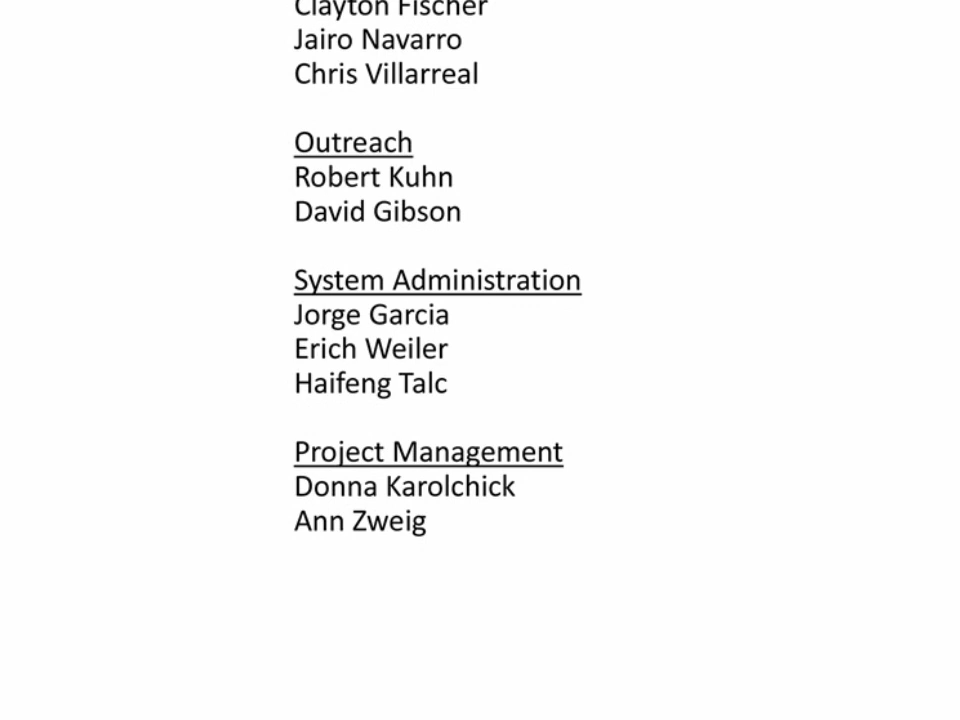 Clayton Fischer
Jairo Navarro
Chris Villarreal
Outreach
Robert Kuhn
David Gibson
System Administration
Jorge Garcia
Erich Weiler
Haifeng Talc
Project Management
Donna Karolchick
Ann Zweig